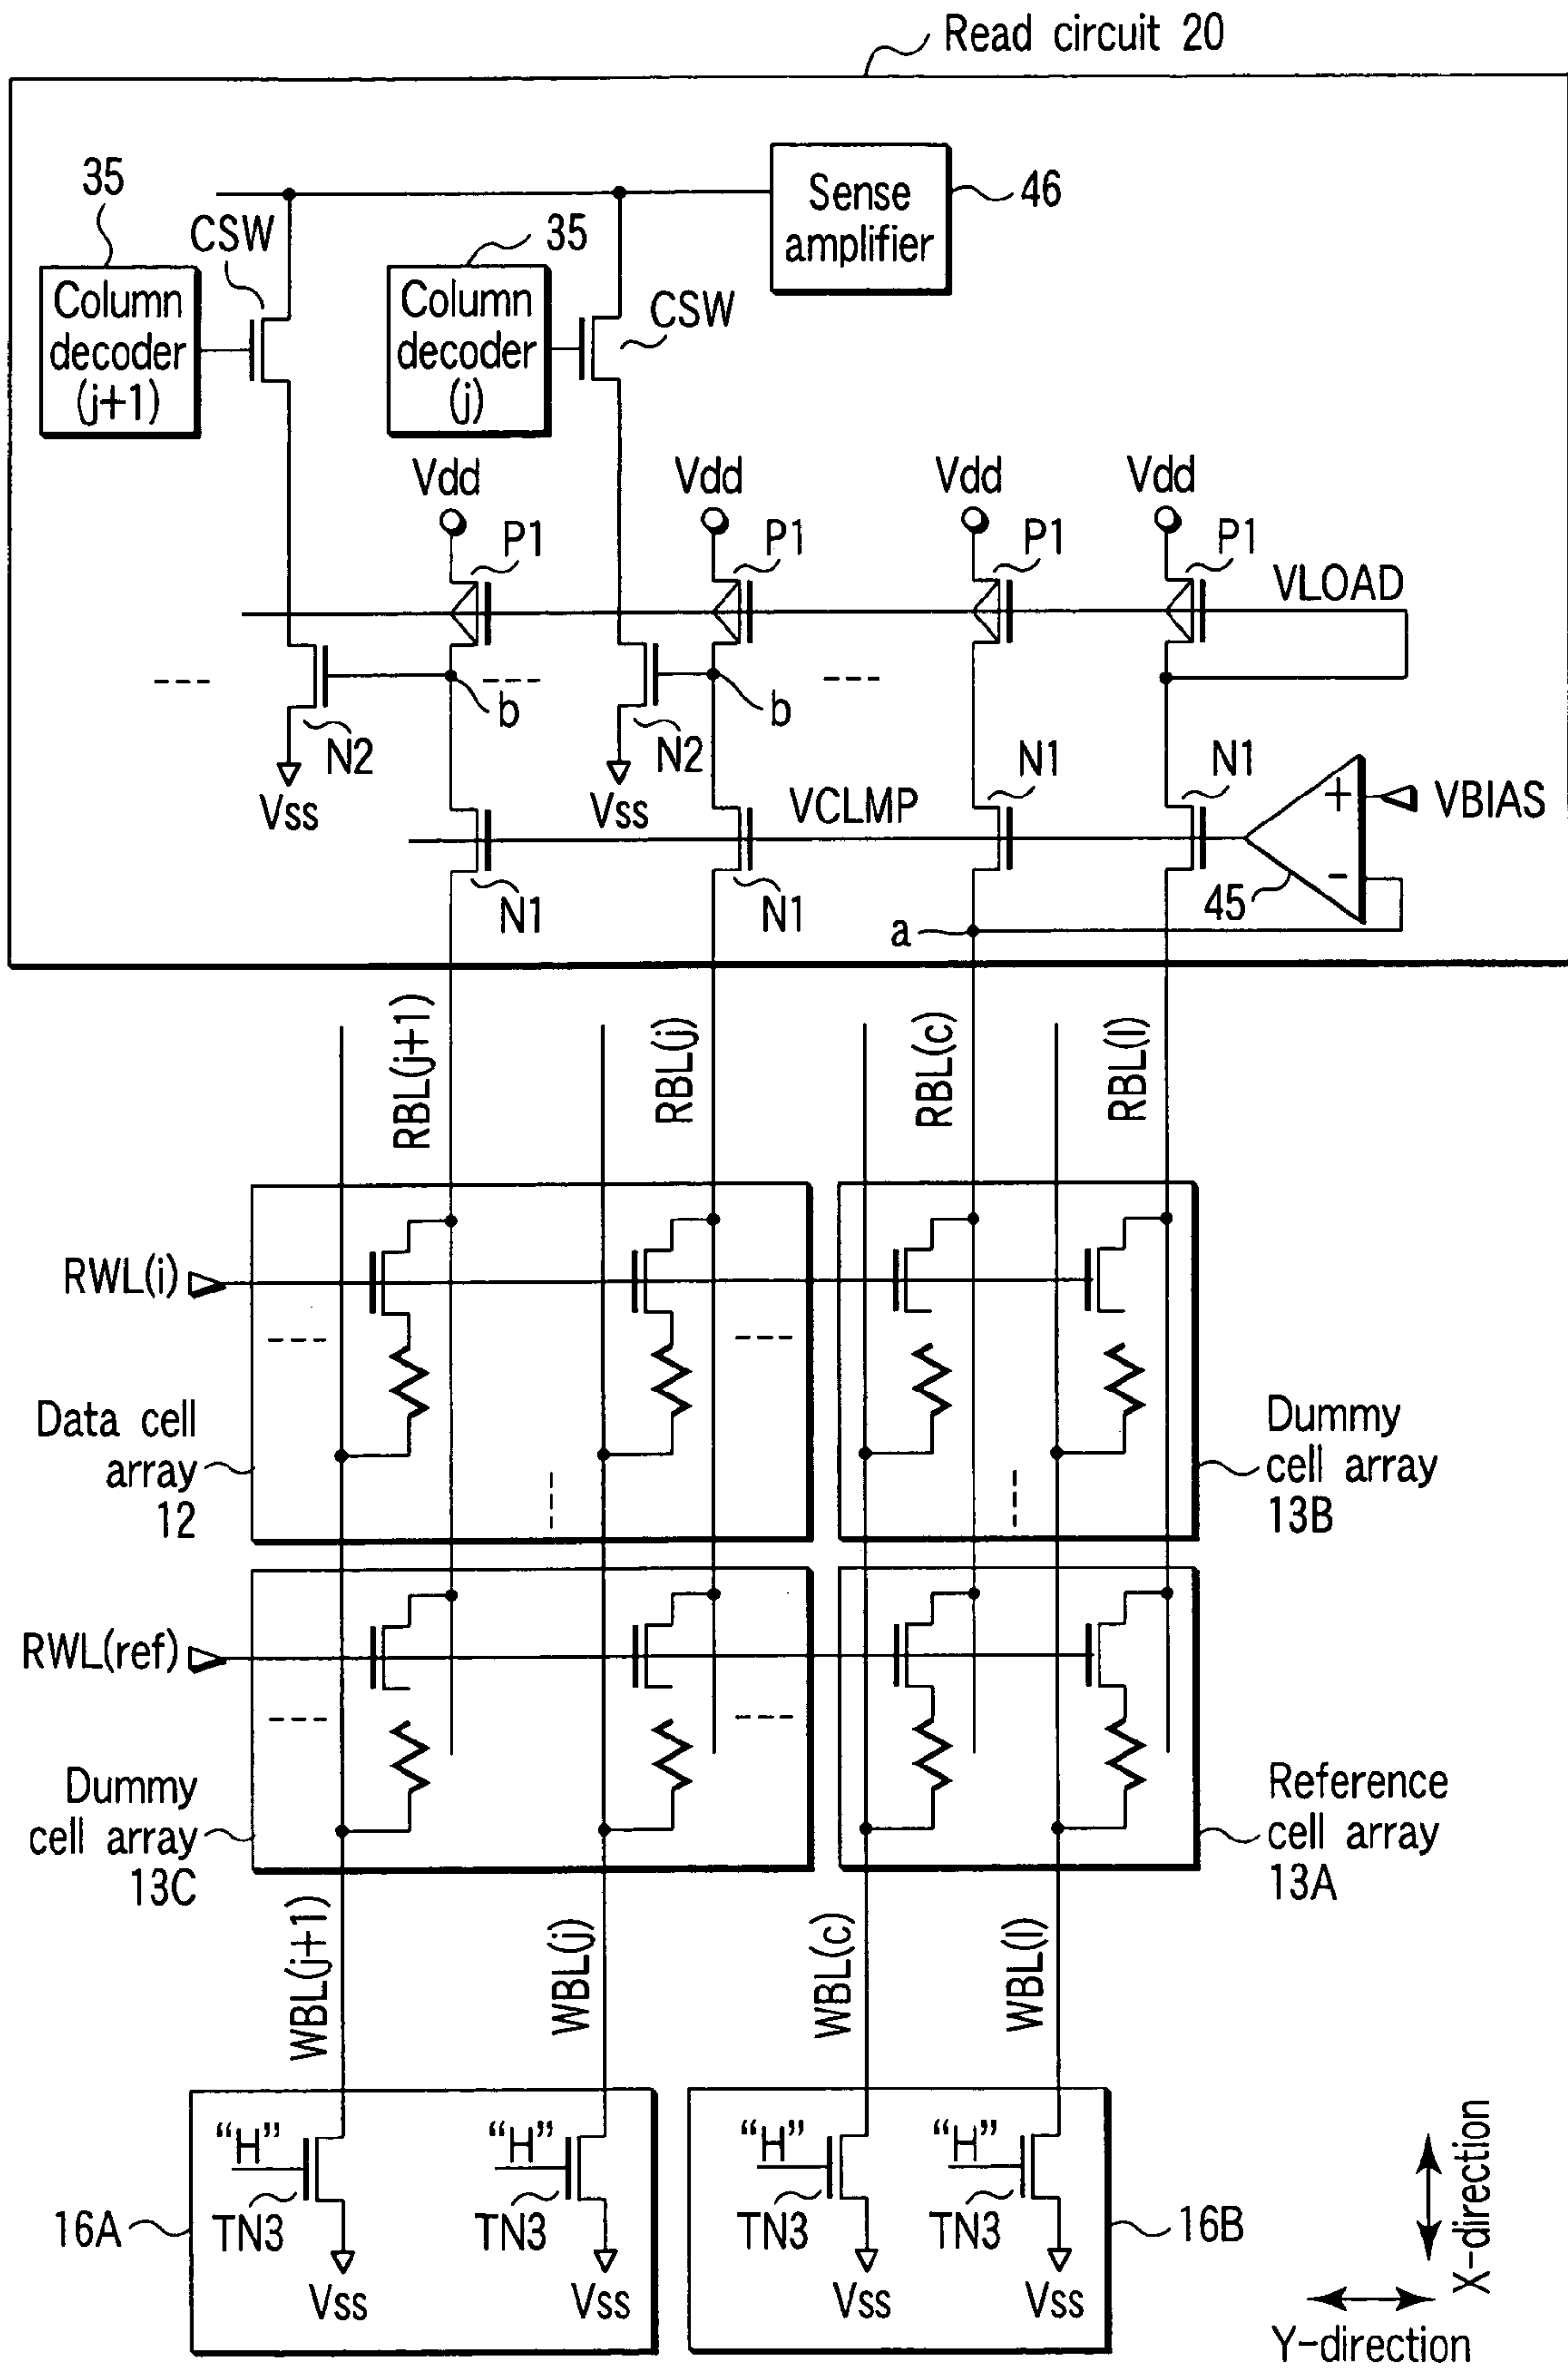 Read circuit 20
35
CSW
Column
decoder
(j+1)
35
Column
decoder
(j)
CSW
Sense
amplifier
46
Vdd
Vdd
Vdd
Vdd
P1
P1
P1
P1
VLOAD
b
b
N2
N2
Vss
Vss
VCLMP
N1
N1
+
-
VBIAS
45
N1
N1
a
RBL(j+1)
RBL(j)
RBL(c)
RBL(l)
RWL(i)
Data cell
array
12
Dummy
cell array
13B
RWL(ref)
Dummy
cell array
13C
Reference
cell array
13A
WBL(j+1)
WBL(j)
WBL(c)
WBL(l)
"H"
"H"
"H"
"H"
TN3
TN3
TN3
TN3
16A
16B
Vss
Vss
Vss
Vss
X-direction
Y-direction